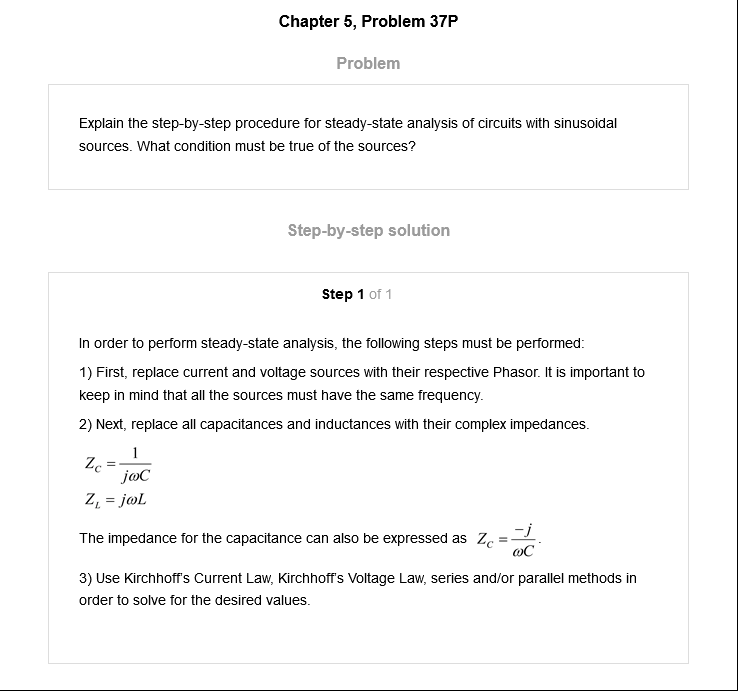 Chapter 5, Problem 37P
Problem
Explain the step-by-step procedure for steady-state analysis of circuits with sinusoidal
sources. What condition must be true of the sources?
Step-by-step solution
Step 1 of 1
In order to perform steady-state analysis, the following steps must be performed:
1) First, replace current and voltage sources with their respective Phasor. It is important to
keep in mind that all the sources must have the same frequency.
2) Next, replace all capacitances and inductances with their complex impedances.
Z_C = 1/(jωC)
Z_L = jωL
The impedance for the capacitance can also be expressed as Z_C = -j/(ωC).
3) Use Kirchhoff's Current Law, Kirchhoff's Voltage Law, series and/or parallel methods in
order to solve for the desired values.